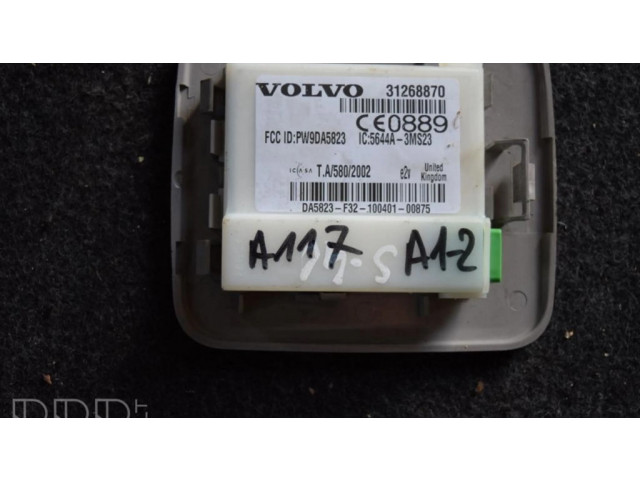 VOLVO 31268870
CE0889
FCC ID:PW9DA5823 IC:5644A-3MS23
T.A/580/2002 e2v United Kingdom
DA5823-F32-100401-00875
A117 A1-2